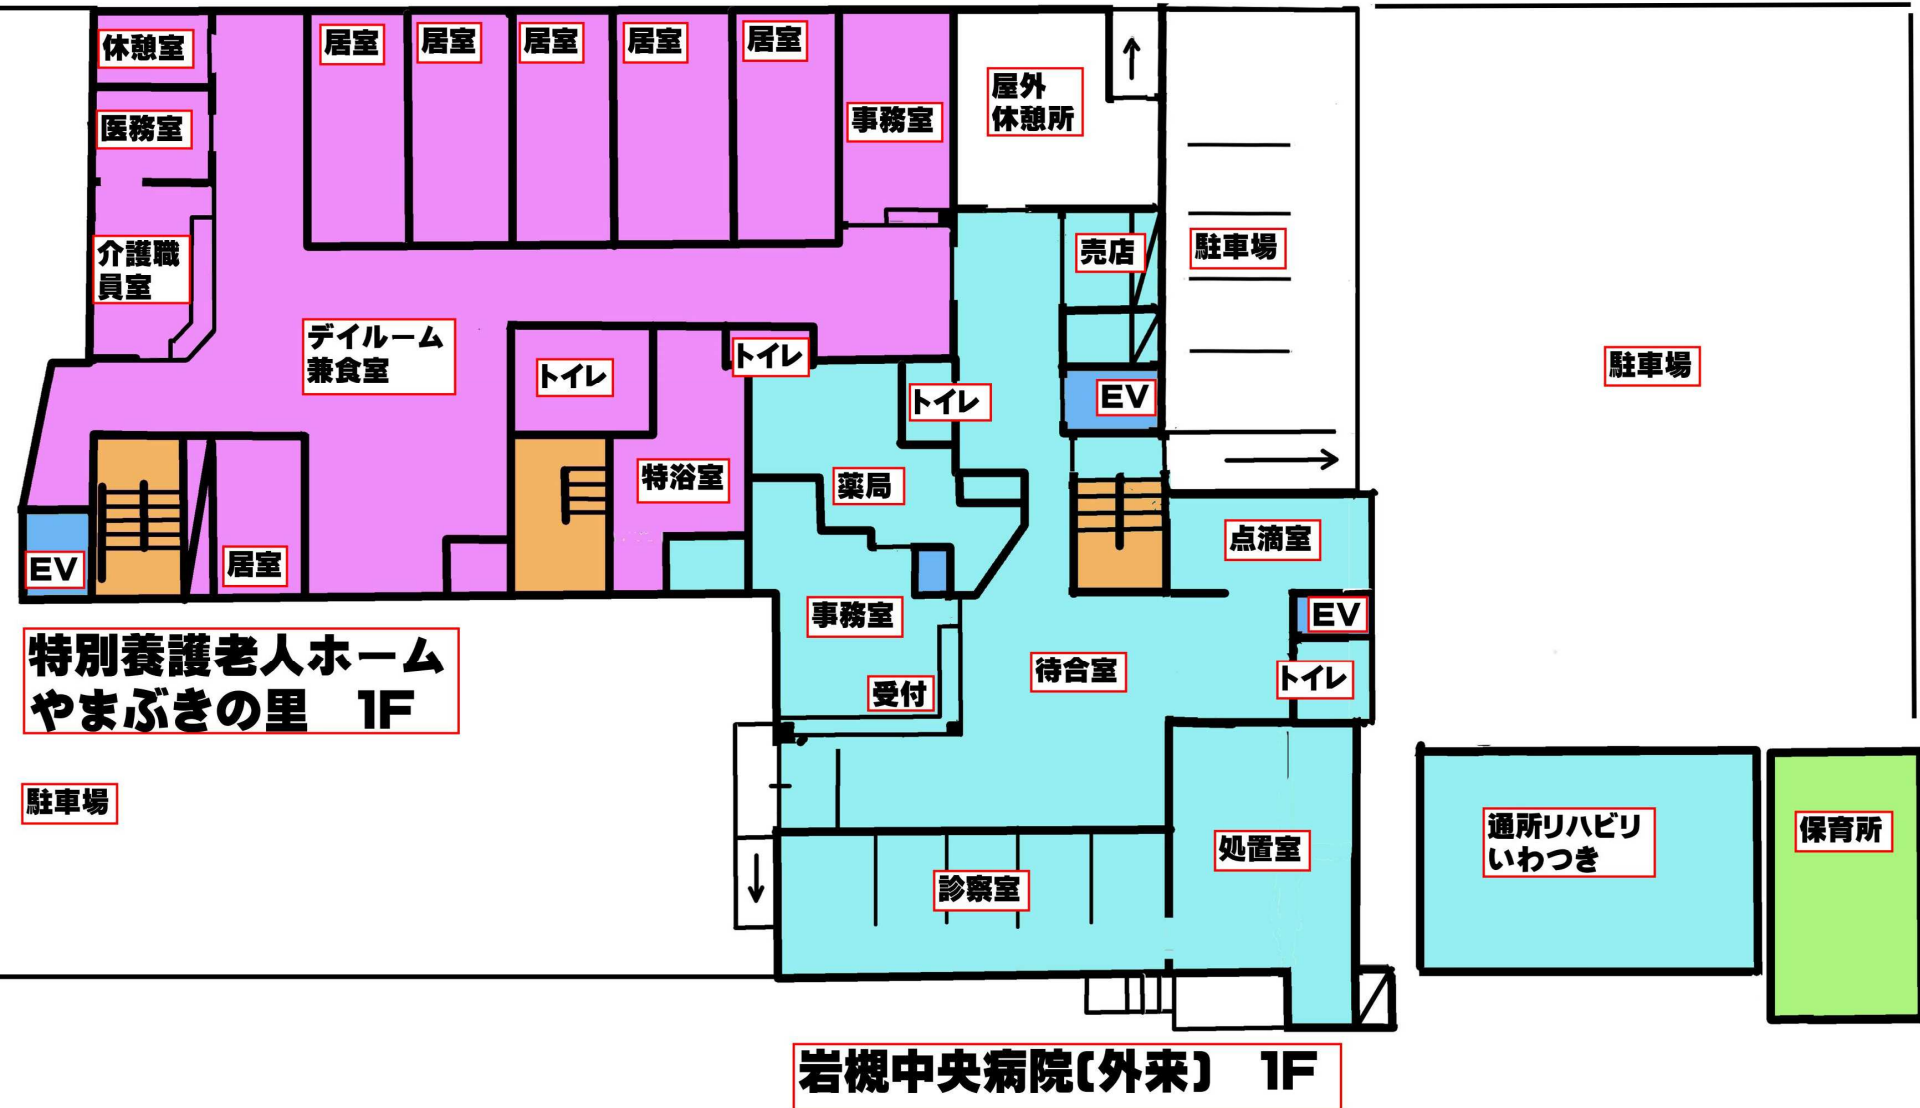 休憩室
居室
居室
居室
居室
居室
医務室
事務室
屋外
休憩所
介護職
員室
売店
駐車場
デイルーム
兼食室
トイレ
トイレ
トイレ
EV
駐車場
特浴室
薬局
点滴室
EV
居室
事務室
EV
受付
待合室
トイレ
特別養護老人ホーム
やまぶきの里 1F
駐車場
診察室
処置室
通所リハビリ
いわつき
保育所
岩槻中央病院(外来) 1F